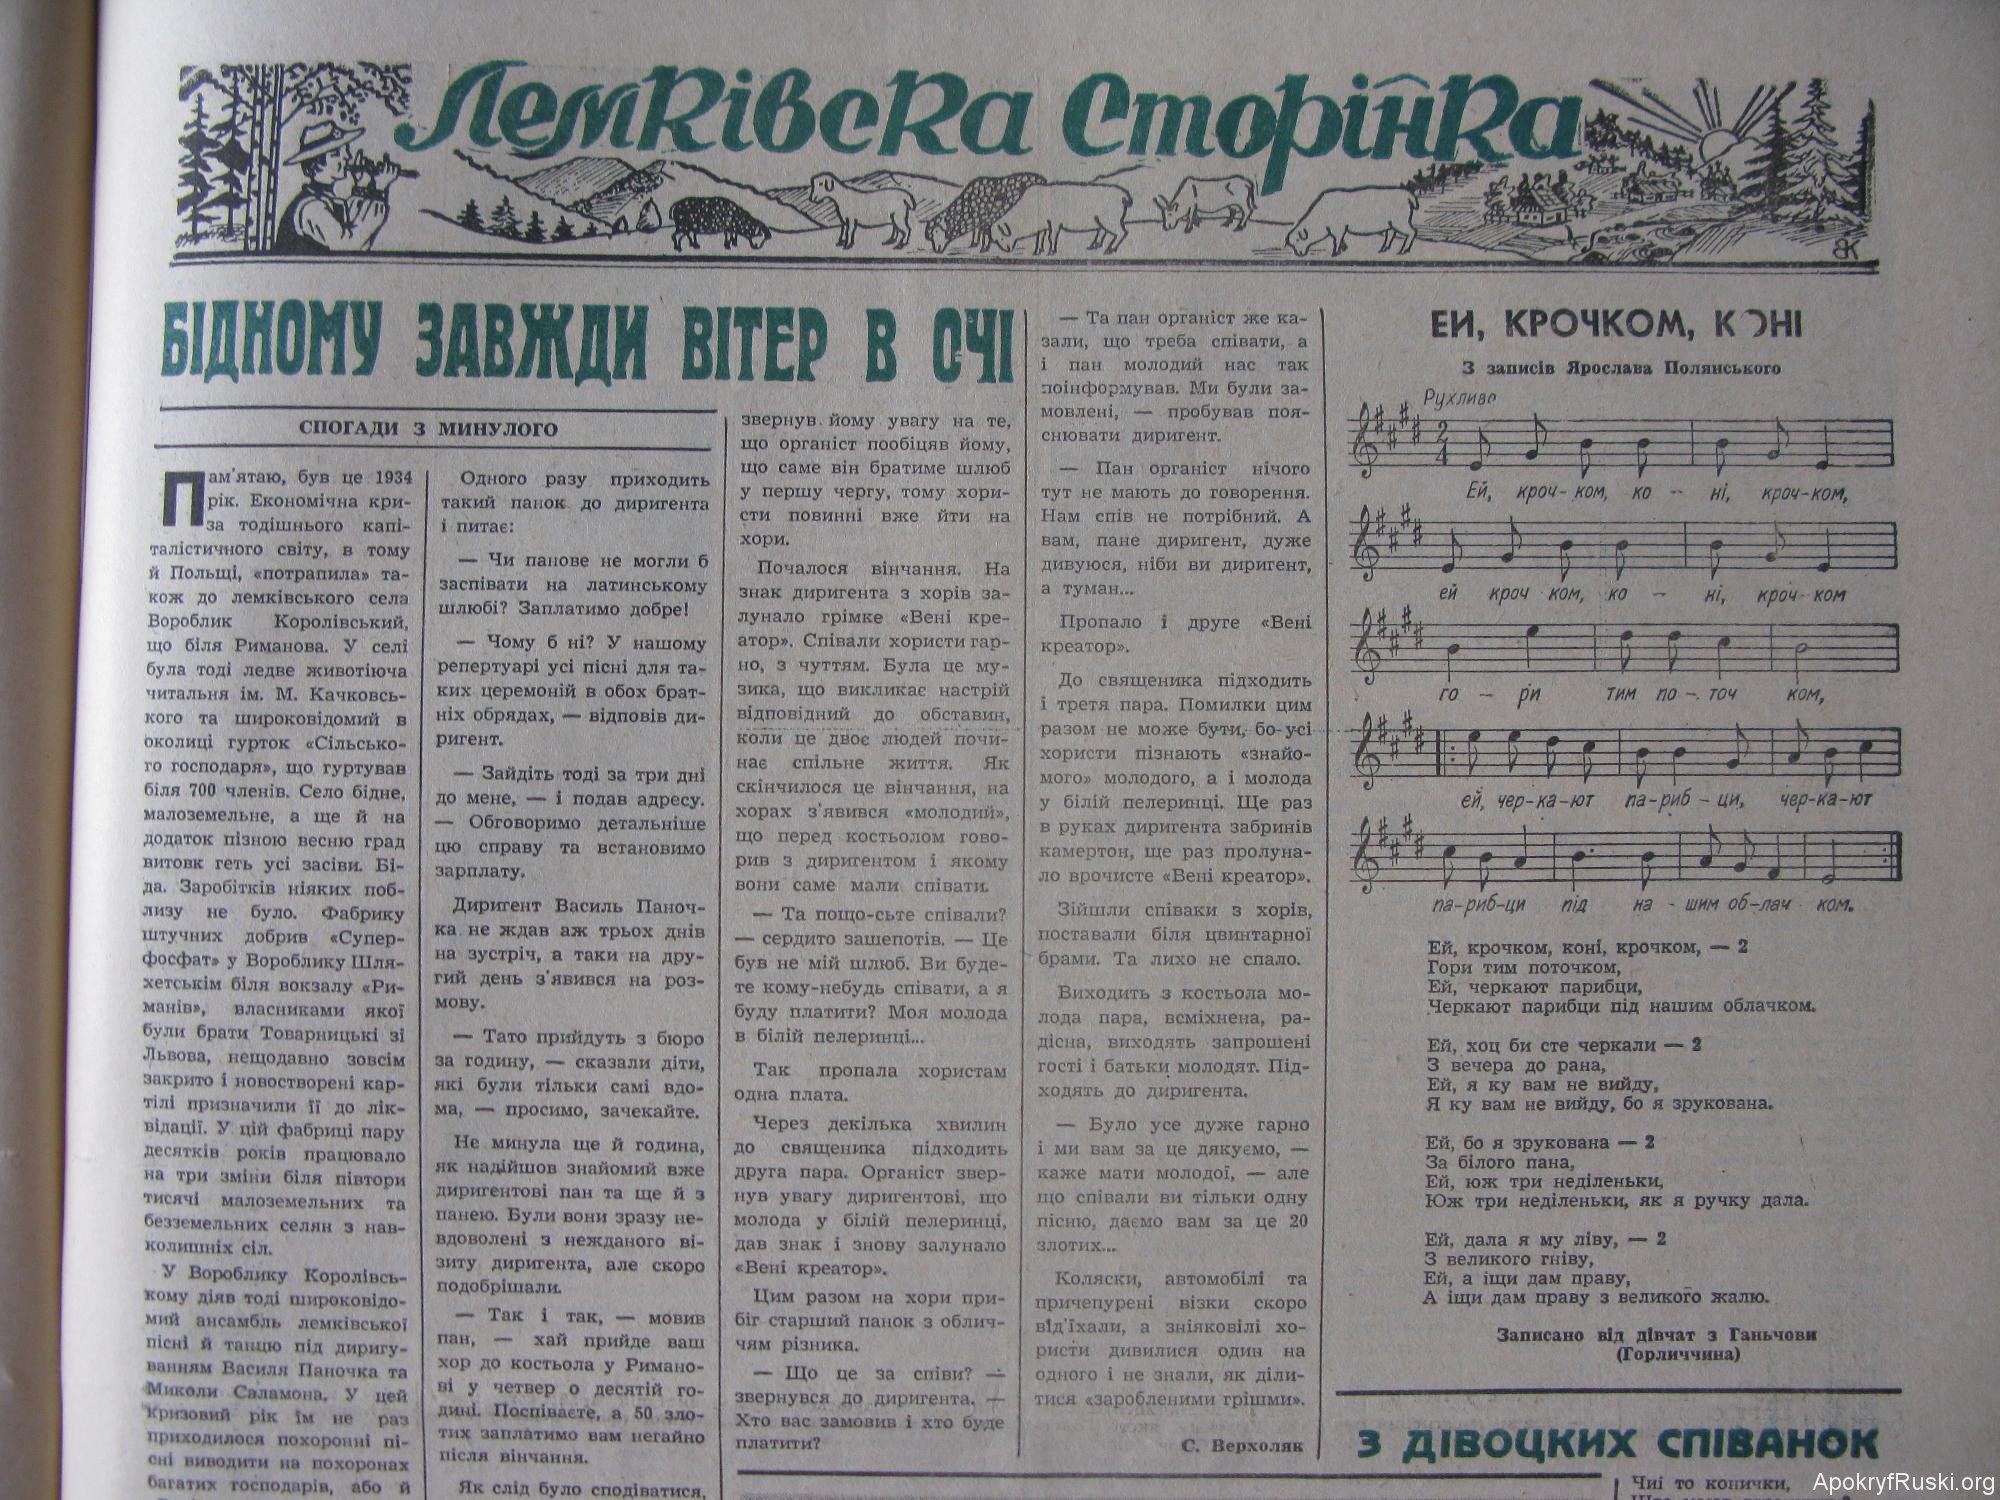 Лемківска Сторінка
БІДНОМУ ЗАВЖДИ ВІТЕР В ОЧІ
СПОГАДИ З МИНУЛОГО
Пам'ятаю, був це 1934
рік. Економічна кри-
за тодішнього капі-
талістичного світу, в тому
й Польщі, «потрапила» та-
кож до лемківського села
Вороблик Королівський,
що біля Риманова. У селі
була тоді ледве животіюча
читальня ім. М. Качковсь-
кого та широковідомий в
околиці гурток «Сільсько-
го господаря», що гуртував
біля 700 членів. Село бідне,
малоземельне, а ще й на
додаток пізною весню град
витовк геть усі засіви. Бі-
да. Заробітків ніяких поб-
лизу не було. Фабрику
штучних добрив «Супер-
фосфат» у Вороблику Шля-
хетськім біля вокзалу «Ри-
манів», власниками якої
були брати Товарницькі зі
Львова, нещодавно зовсім
закрито і новостворені кар-
тілі призначили її до лік-
відації. У цій фабриці пару
десятків років працювало
на три зміни біля півтори
тисячі малоземельних та
безземельних селян з нав-
колишніх сіл.
У Вороблику Королівсь-
кому діяв тоді широковідо-
мий ансамбль лемківської
пісні й танцю під диригу-
ванням Василя Паночка та
Миколи Саламона. У цей
кризовий рік їм не раз
приходилося похоронні пі-
сні виводити на похоронах
багатих господарів, або й
Одного разу приходить
такий панок до диригента
і питає:
— Чи панове не могли б
заспівати на латинському
шлюбі? Заплатимо добре!
— Чому б ні? У нашому
репертуарі усі пісні для та-
ких церемоній в обох брат-
ніх обрядах, — відповів ди-
ригент.
— Зайдіть тоді за три дні
до мене, — і подав адресу.
— Обговоримо детальніше
цю справу та встановимо
зарплату.
Диригент Василь Паноч-
ка не ждав аж трьох днів
на зустріч, а таки на дру-
гий день з'явився на роз-
мову.
— Тато прийдуть з бюро
за годину, — сказали діти,
які були тільки самі вдо-
ма, — просимо, зачекайте.
Не минула ще й година,
як надійшов знайомий вже
диригентові пан та ще й з
панею. Були вони зразу не-
вдоволені з нежданого ві-
зиту диригента, але скоро
подобрішали.
— Так і так, — мовив
пан, — хай прийде ваш
хор до костьола у Римано-
ві у четвер о десятій го-
дині. Поспіваєте, а 50 зло-
тих заплатимо вам негайно
після вінчання.
Як слід було сподіватися,
звернув йому увагу на те,
що органіст пообіцяв йому,
що саме він братиме шлюб
у першу чергу, тому хори-
сти повинні вже йти на
хори.
Почалося вінчання. На
знак диригента з хорів за-
лунало грімке «Вені кре-
атор». Співали хористи гар-
но, з чуттям. Була це му-
зика, що викликає настрій
відповідний до обставин,
коли це двоє людей почи-
нає спільне життя. Як
скінчилося це вінчання, на
хорах з'явився «молодий»,
що перед костьолом гово-
рив з диригентом і якому
вони саме мали співати.
— Та пощо-сьте співали?
— сердито зашепотів. — Це
був не мій шлюб. Ви буде-
те кому-небудь співати, а я
буду платити? Моя молода
в білій пелеринці...
Так пропала хористам
одна плата.
Через декілька хвилин
до священика підходить
друга пара. Органіст звер-
нув увагу диригентові, що
молода у білій пелеринці,
дав знак і знову залунало
«Вені креатор».
Цим разом на хори при-
біг старший панок з облич-
чям різника.
— Що це за співи? —
звернувся до диригента. —
Хто вас замовив і хто буде
платити?
— Та пан органіст же ка-
зали, що треба співати, а
і пан молодий нас так
поінформував. Ми були за-
мовлені, — пробував поя-
снювати диригент.
— Пан органіст нічого
тут не мають до говорення.
Нам спів не потрібний. А
вам, пане диригент, дуже
дивуюся, ніби ви диригент,
а туман...
Пропало і друге «Вені
креатор».
До священика підходить
і третя пара. Помилки цим
разом не може бути, бо усі
хористи пізнають «знайо-
мого» молодого, а і молода
у білій пелеринці. Ще раз
в руках диригента забринів
камертон, ще раз пролуна-
ло врочисте «Вені креатор».
Зійшли співаки з хорів,
поставали біля цвинтарної
брами. Та лихо не спало.
Виходить з костьола мо-
лода пара, всміхнена, ра-
дісна, виходять запрошені
гості і батьки молодят. Під-
ходять до диригента.
— Було усе дуже гарно
і ми вам за це дякуємо, —
каже мати молодої, — але
що співали ви тільки одну
пісню, даємо вам за це 20
злотих...
Коляски, автомобілі та
причепурені візки скоро
від'їхали, а зніяковілі хо-
ристи дивилися один на
одного і не знали, як діли-
тися «заробленими грішми».
С. Верхоляк
ЕЙ, КРОЧКОМ, КОНІ
З записів Ярослава Полянського
Рухливо
2
4
Ей, кроч-ком, ко - ні, кроч-ком,
ей кроч ком, ко - ні, кроч-ком
го - ри тим по - точ ком,
ей, чер-ка-ют па-риб-ци, чер-ка-ют
па-риб-ци під на - шим об-лач ком.
Ей, крочком, коні, крочком, — 2
Гори тим поточком,
Ей, черкают парибци,
Черкают парибци під нашим облачком.
Ей, хоц би сте черкали — 2
З вечера до рана,
Ей, я ку вам не вийду,
Я ку вам не вийду, бо я зрукована.
Ей, бо я зрукована — 2
За білого пана,
Ей, юж три неділеньки,
Юж три неділеньки, як я ручку дала.
Ей, дала я му ліву, — 2
З великого гніву,
Ей, а іщи дам праву,
А іщи дам праву з великого жалю.
Записано від дівчат з Ганьчови
(Горличчина)
З ДІВОЦКИХ СПІВАНОК
Чиї то конички,
ApokryfRuski.org